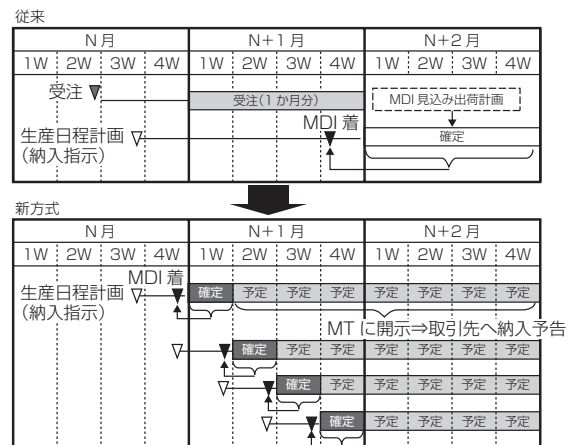 従来
N月 N+1月 N+2月
1W 2W 3W 4W 1W 2W 3W 4W 1W 2W 3W 4W
受注 受注(1か月分) MDI見込み出荷計画
MDI着
生産日程計画 確定
(納入指示)
新方式
N月 N+1月 N+2月
1W 2W 3W 4W 1W 2W 3W 4W 1W 2W 3W 4W
MDI着
生産日程計画 確定 予定 予定 予定 予定 予定 予定 予定
(納入指示)
MTに開示⇒取引先へ納入予告
確定 予定 予定 予定 予定 予定 予定
確定 予定 予定 予定 予定 予定
確定 予定 予定 予定 予定